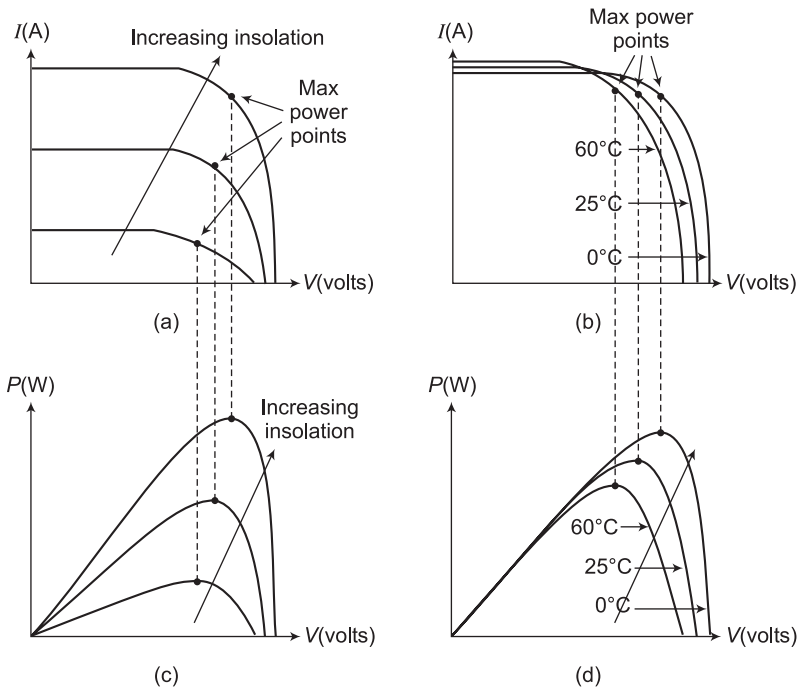 I(A)
Increasing insolation
Max
power
points
V(volts)
(a)
I(A)
Max power
points
60°C
25°C
0°C
V(volts)
(b)
P(W)
Increasing
insolation
V(volts)
(c)
P(W)
60°C
25°C
0°C
V(volts)
(d)